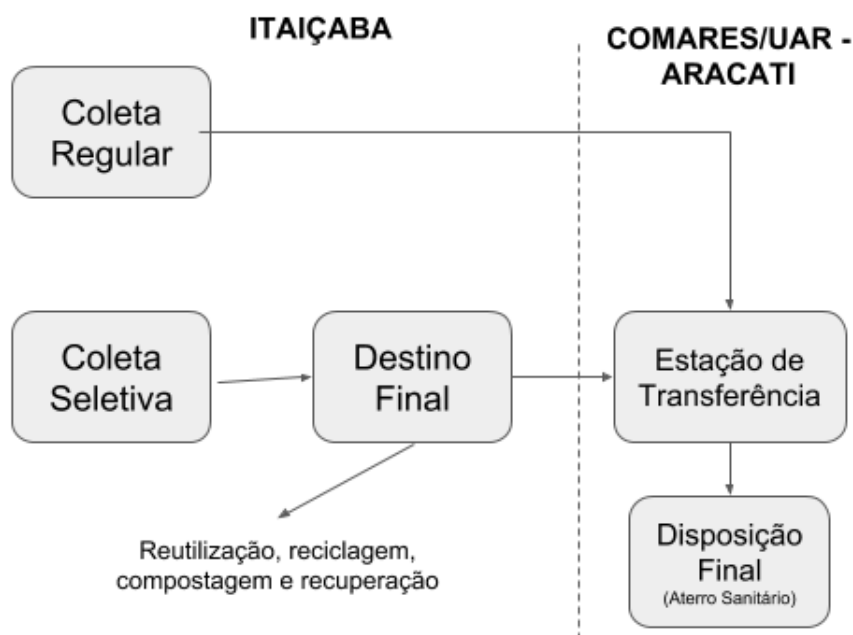 ITAIÇABA
COMARES/UAR -
ARACATI
Coleta
Regular
Coleta
Seletiva
Destino
Final
Estação de
Transferência
Reutilização, reciclagem,
compostagem e recuperação
Disposição
Final
(Aterro Sanitário)